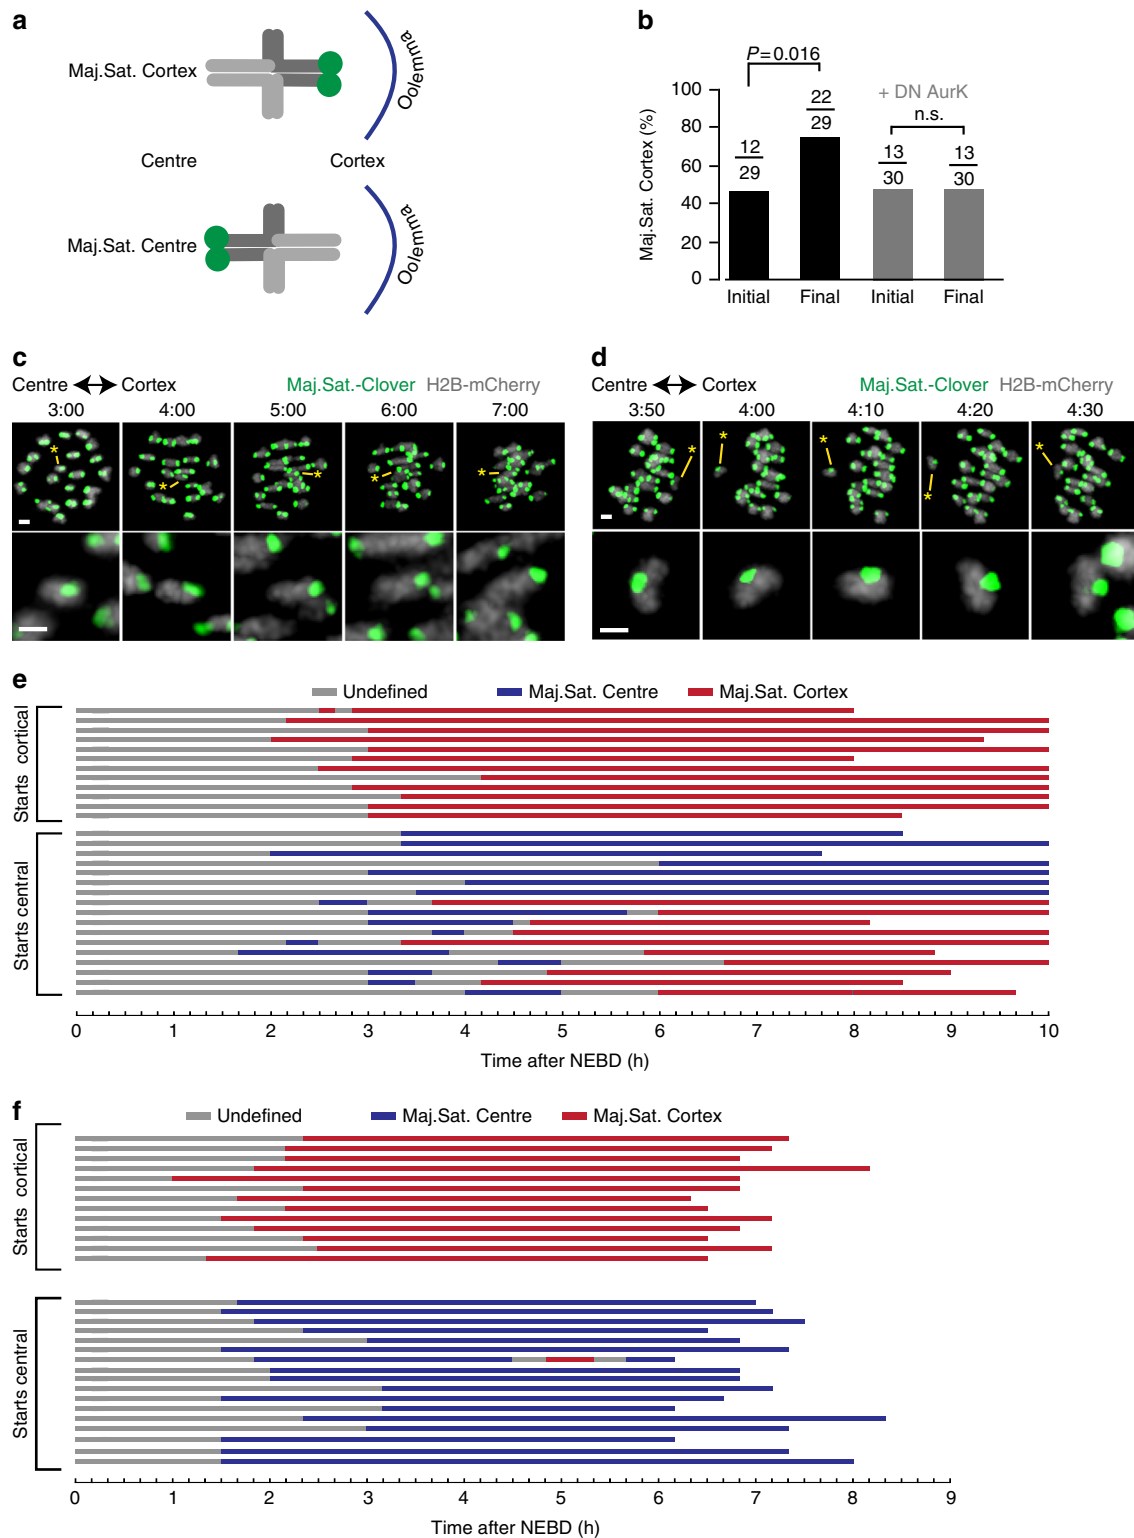 a
Maj.Sat. Cortex
Oolemma
Centre
Cortex
Maj.Sat. Centre
Oolemma
b
P=0.016
+ DN AurK
n.s.
Maj.Sat. Cortex (%)
100
80
60
40
20
0
12
29
22
29
13
30
13
30
Initial
Final
Initial
Final
c
Centre
Cortex
Maj.Sat.-Clover
H2B-mCherry
3:00
4:00
5:00
6:00
7:00
*
*
*
*
*
d
Centre
Cortex
Maj.Sat.-Clover
H2B-mCherry
3:50
4:00
4:10
4:20
4:30
*
*
*
*
*
e
Undefined
Maj.Sat. Centre
Maj.Sat. Cortex
Starts cortical
Starts central
0 1 2 3 4 5 6 7 8 9 10
Time after NEBD (h)
f
Undefined
Maj.Sat. Centre
Maj.Sat. Cortex
Starts cortical
Starts central
0 1 2 3 4 5 6 7 8 9
Time after NEBD (h)